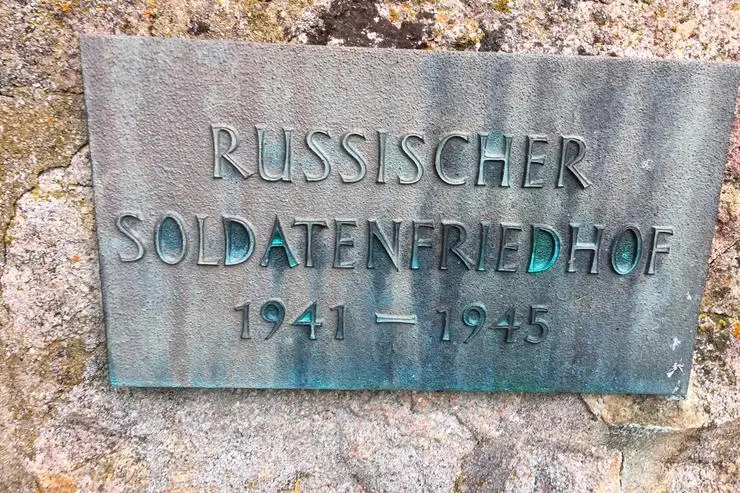 RUSSISCHER
SOLDATENFRIEDHOF
1941 – 1945